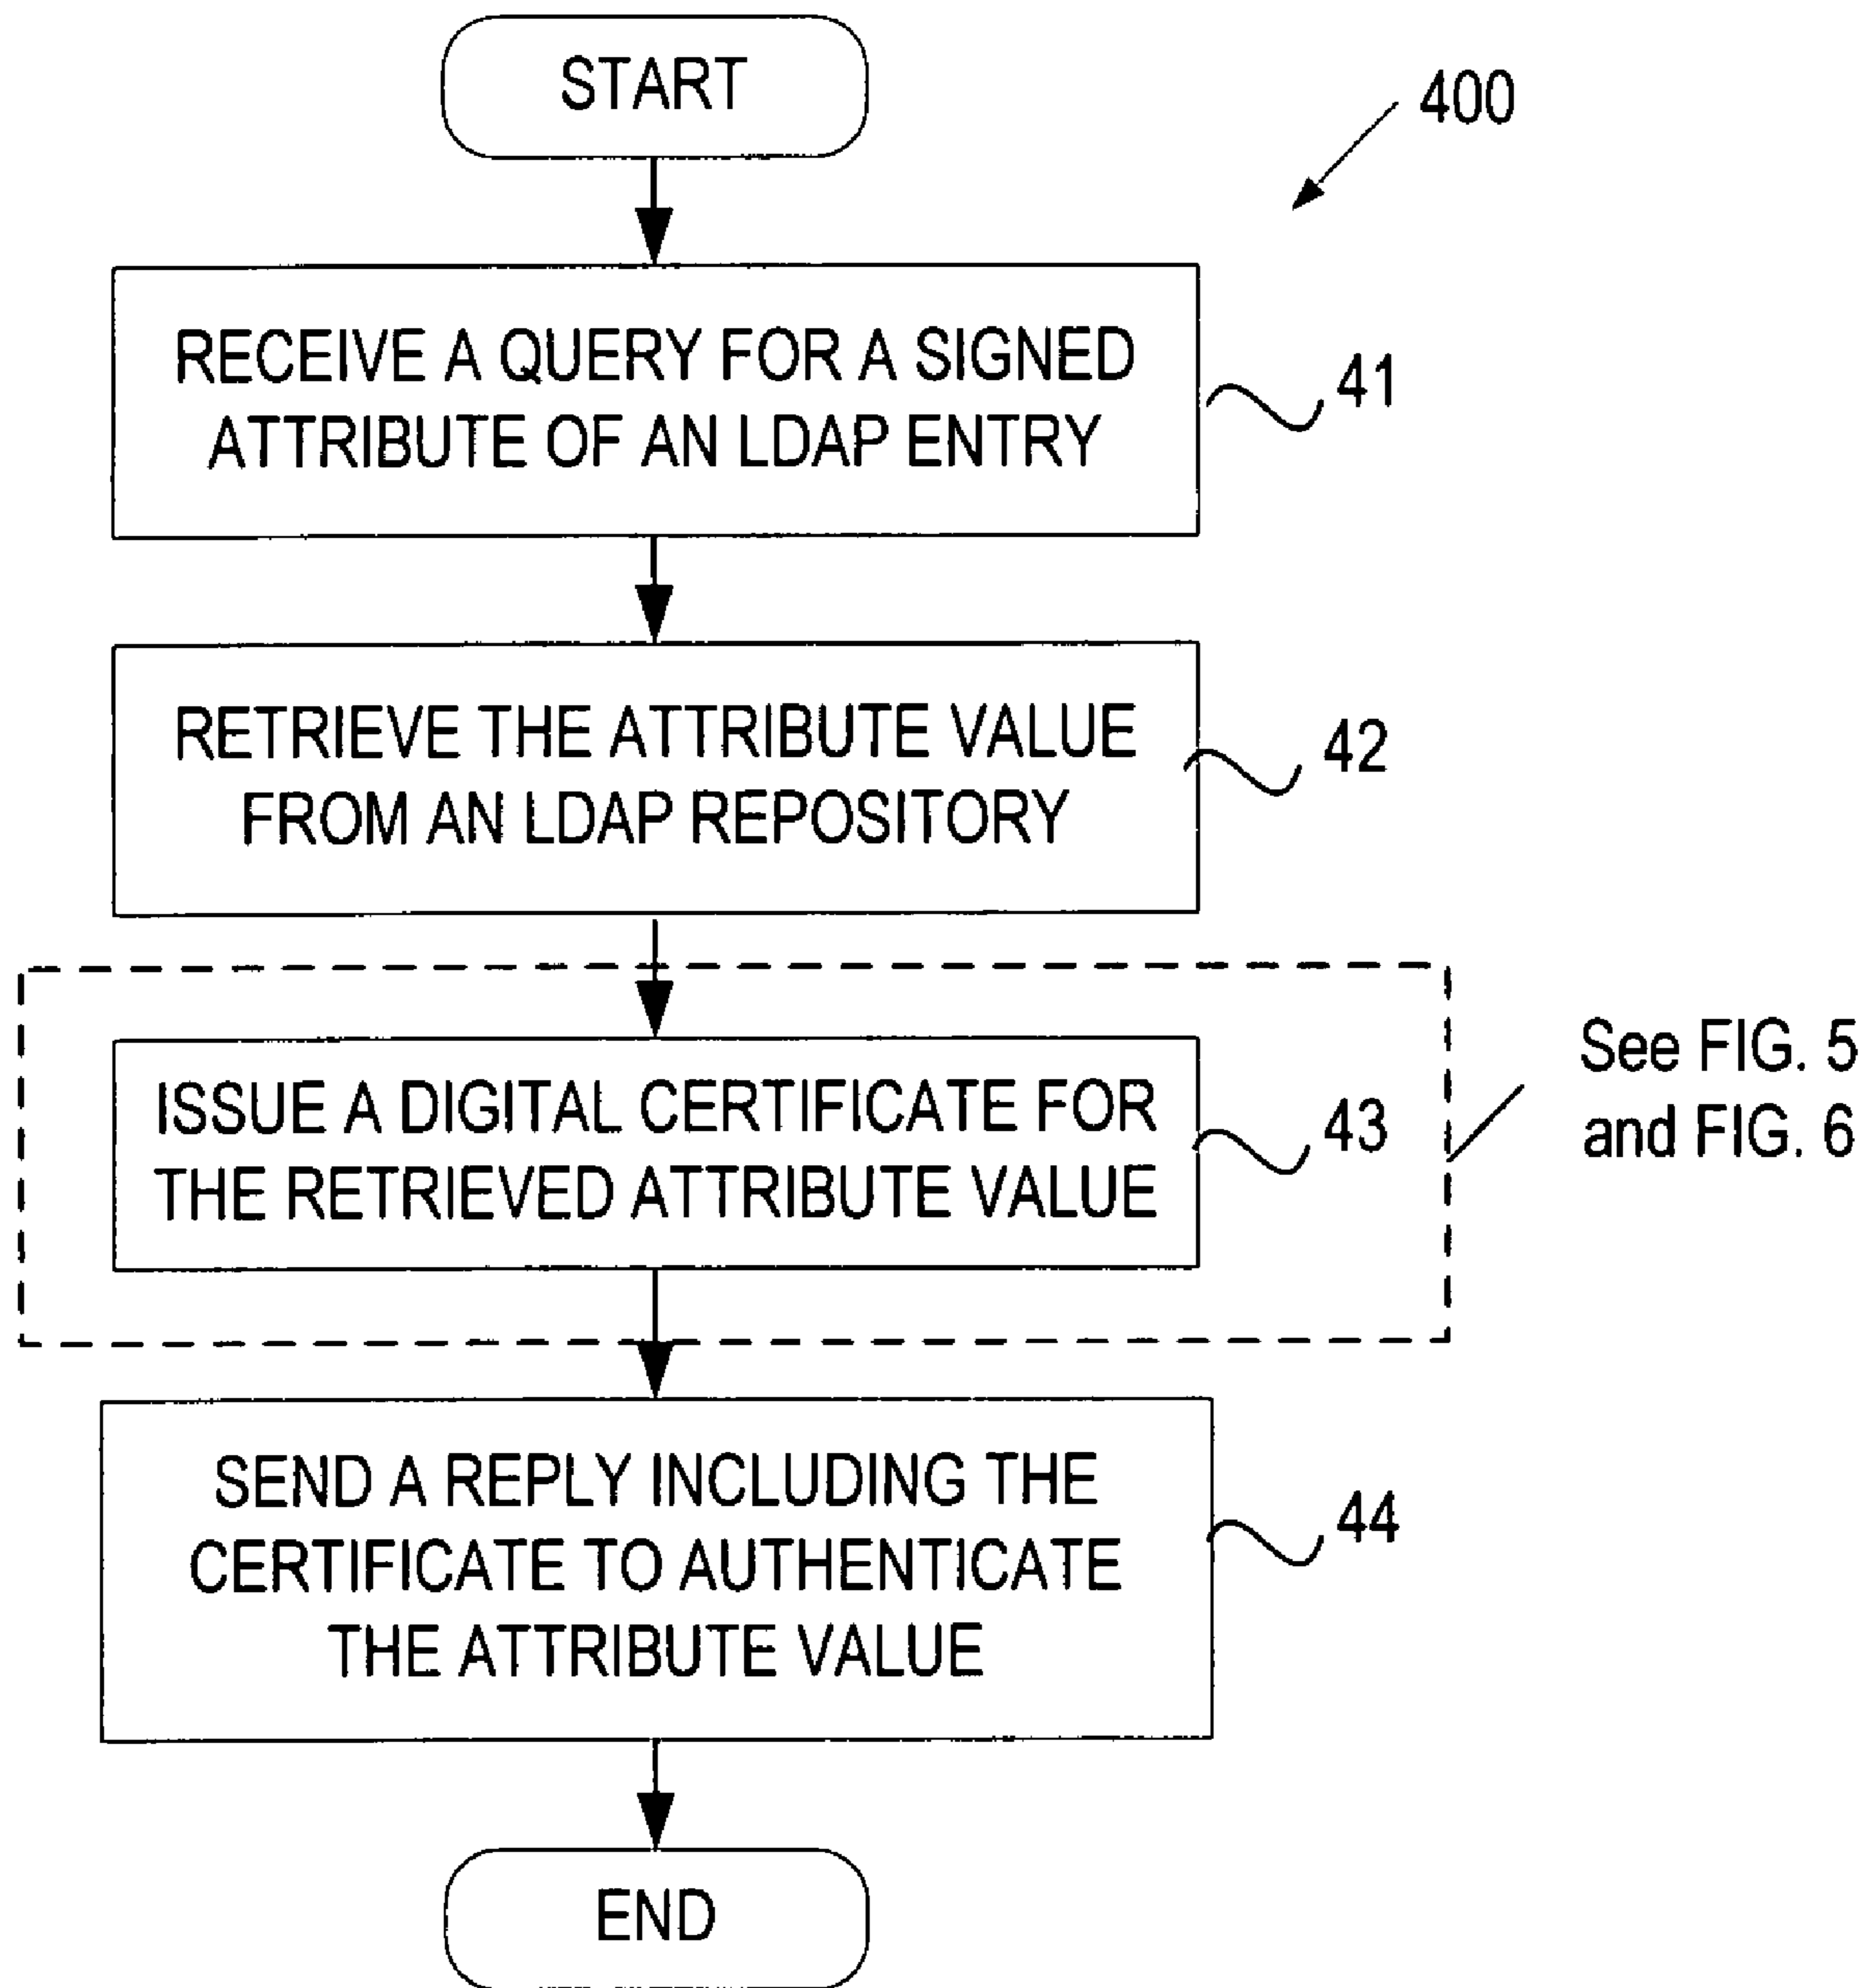 START
400
RECEIVE A QUERY FOR A SIGNED
ATTRIBUTE OF AN LDAP ENTRY
41
RETRIEVE THE ATTRIBUTE VALUE
FROM AN LDAP REPOSITORY
42
ISSUE A DIGITAL CERTIFICATE FOR
THE RETRIEVED ATTRIBUTE VALUE
43
See FIG. 5
and FIG. 6
SEND A REPLY INCLUDING THE
CERTIFICATE TO AUTHENTICATE
THE ATTRIBUTE VALUE
44
END